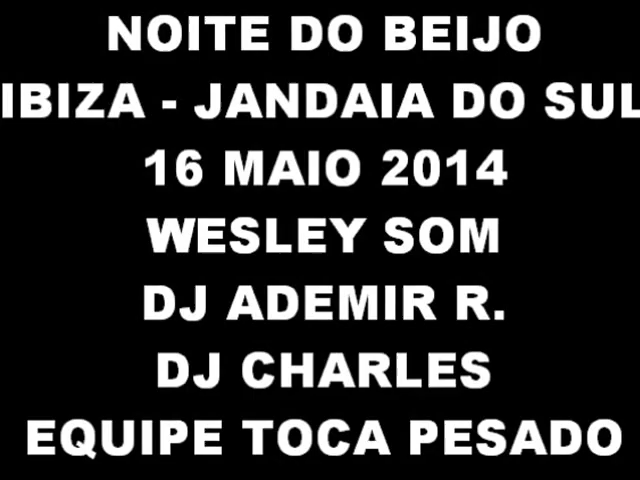 NOITE DO BEIJO
IBIZA - JANDAIA DO SUL
16 MAIO 2014
WESLEY SOM
DJ ADEMIR R.
DJ CHARLES
EQUIPE TOCA PESADO